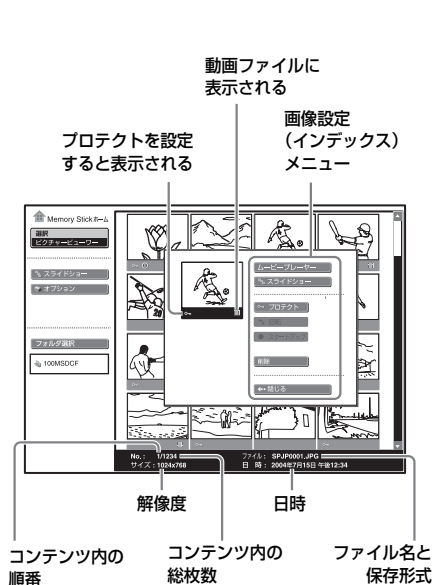 動画ファイルに
表示される
画像設定
（インデックス）
メニュー
プロテクトを設定
すると表示される
Memory Stickホーム
選択
ピクチャービューワー
スライドショー
オプション
フォルダ選択
100MSDCF
ムービープレーヤー
スライドショー
プロテクト
削除
閉じる
No.： 1/1234
サイズ：1024x768
ファイル： SPJP0001.JPG
日 時： 2004年7月15日 午後12:34
解像度
日時
コンテンツ内の
順番
コンテンツ内の
総枚数
ファイル名と
保存形式